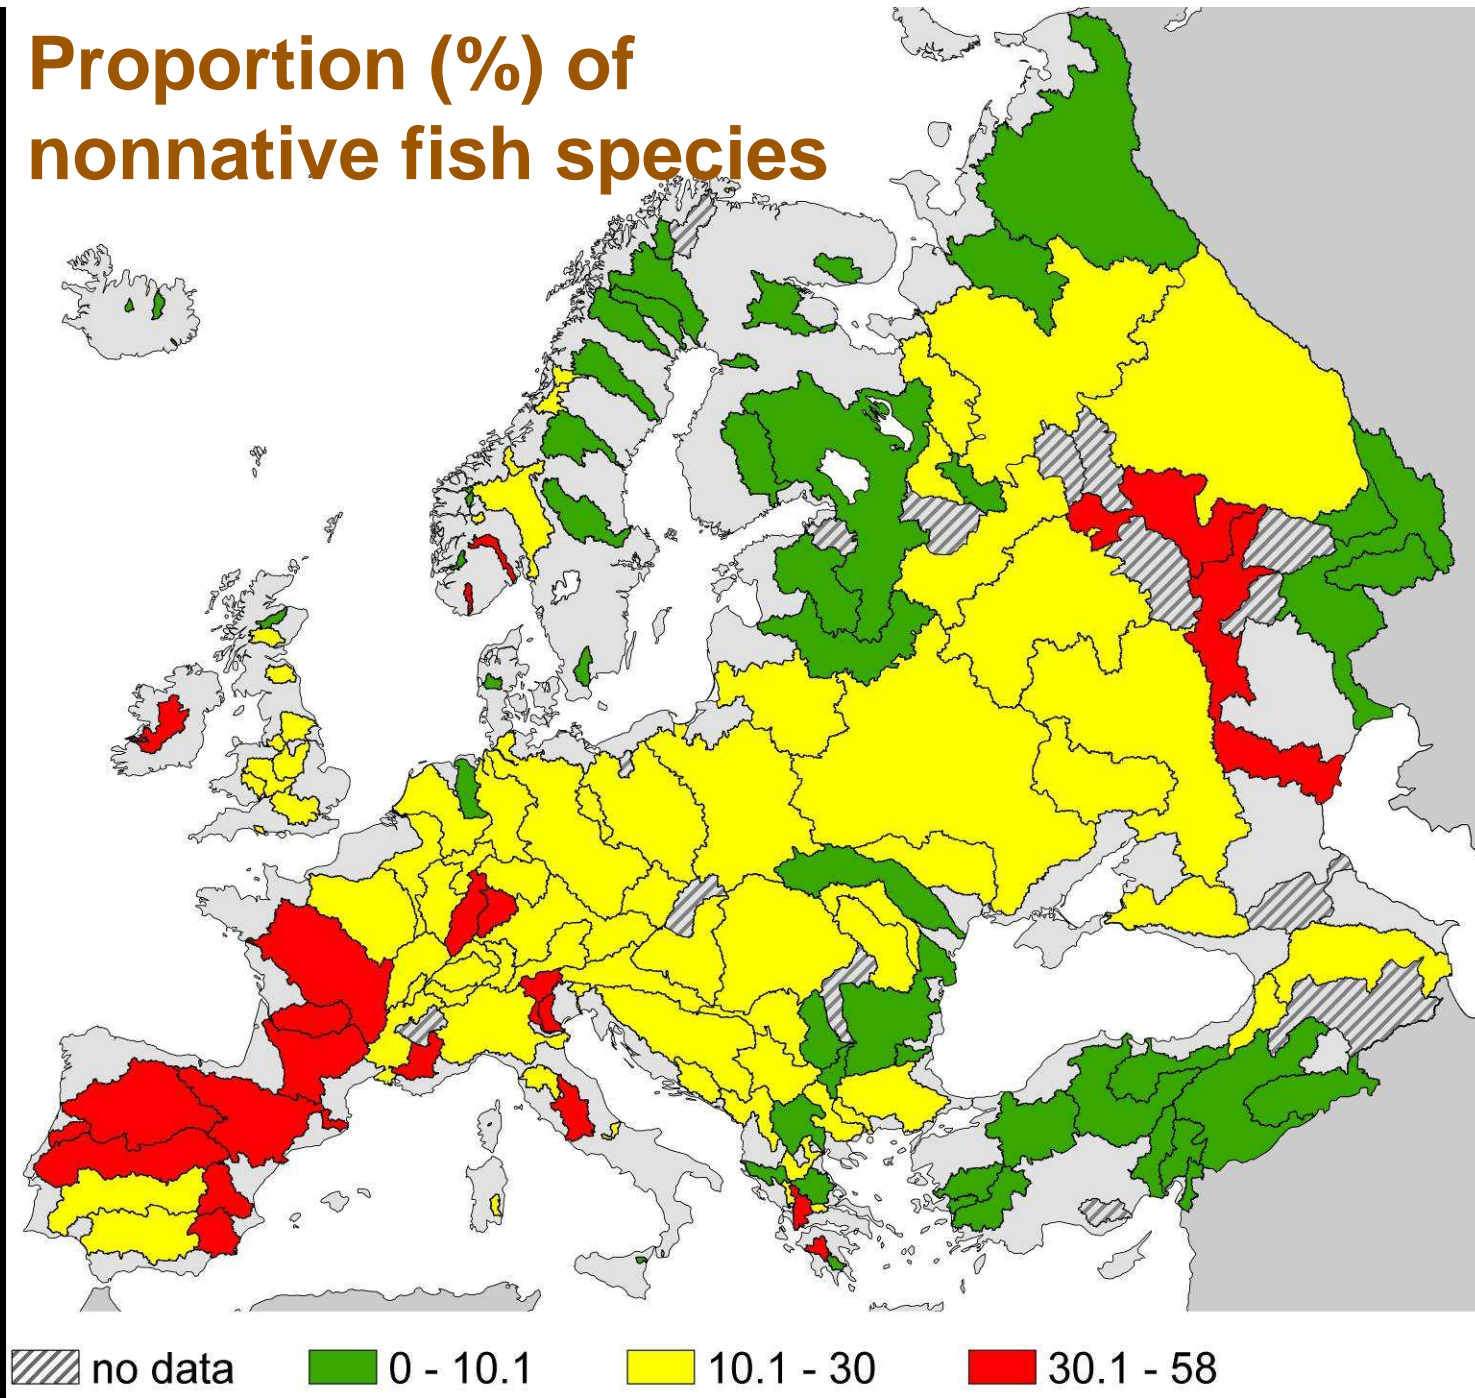 Proportion (%) of
nonnative fish species
no data
0 - 10.1
10.1 - 30
30.1 - 58